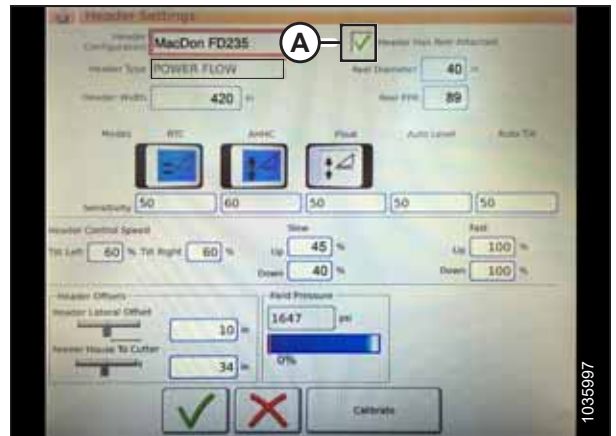 Header Settings
Header Configuration MacDon FD235
A
Header Has Reel Attached
Header Type POWER FLOW
Reel Diameter 40 in
Header Width 420 in
Reel PPR 89
Modes RTC AHHC Float Auto Level Auto Tilt
Sensitivity 50 60 50 50 50
Header Control Speed
Slow
Fast
Tilt Left 60 % Tilt Right 60 %
Up 45 %
Up 100 %
Down 40 %
Down 100 %
Header Offsets
Header Lateral Offset
10 in
Feeder House To Cutter
34 in
Field Pressure
1647 psi
0%
Calibrate
1035997